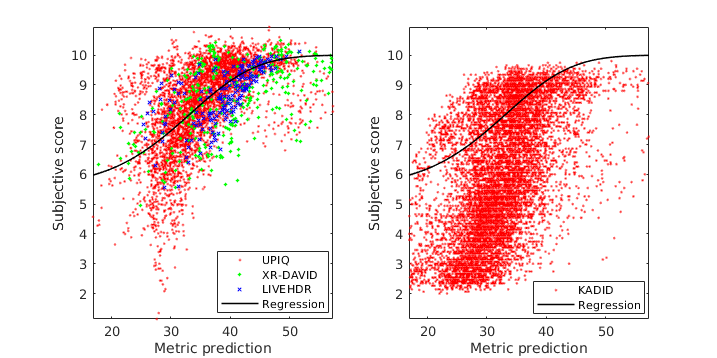 10
9
8
7
6
5
4
3
2
Subjective score
20 30 40 50
Metric prediction
UPIQ
XR-DAVID
LIVEHDR
Regression
10
9
8
7
6
5
4
3
2
Subjective score
20 30 40 50
Metric prediction
KADID
Regression